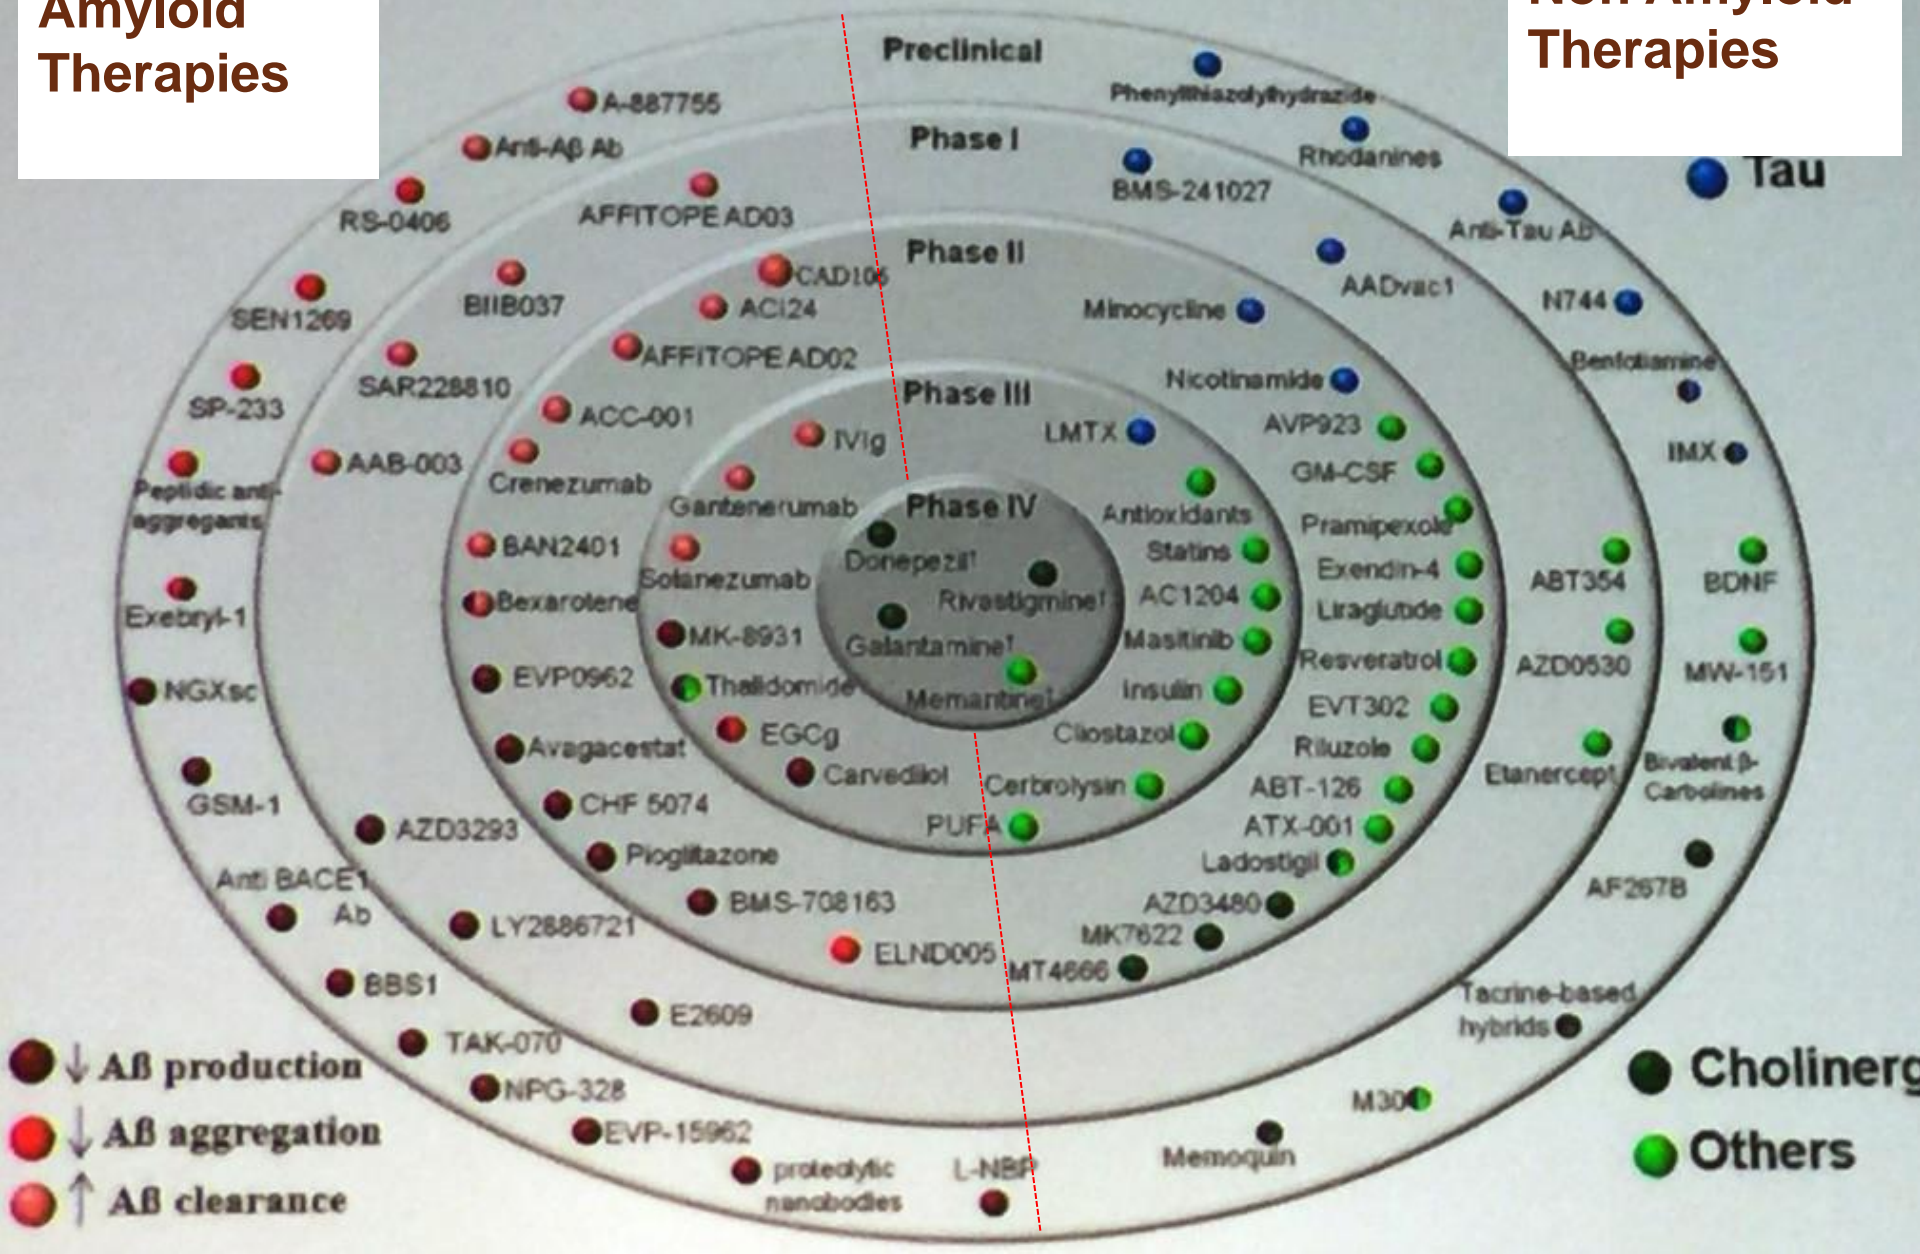 Amyloid
Therapies
Non Amyloid
Therapies
Preclinical
A-887755
Anti-Aβ Ab
RS-0406
SEN1269
SP-233
Peptidic anti-
aggregants
Exebryl-1
NGXsc
GSM-1
Anti BACE1
Ab
BBS1
TAK-070
NPG-328
EVP-15962
proteolytic
nanobodies
L-NBP
Phenylthiazolylhydrazide
Rhodanines
Anti-Tau Ab
N744
Benfotiamine
IMX
BDNF
MW-151
Bivalent β-
Carbolines
AF267B
Tacrine-based
hybrids
M30
Memoquin
Phase I
AFFITOPE AD03
BIIB037
SAR228810
AAB-003
AZD3293
LY2886721
E2609
BMS-241027
AADvac1
ABT354
AZD0530
Etanercept
Phase II
CAD106
ACI24
AFFITOPE AD02
ACC-001
Crenezumab
BAN2401
Bexarotene
EVP0962
Avagacestat
CHF 5074
Pioglitazone
BMS-708163
ELND005
Minocycline
Nicotinamide
AVP923
GM-CSF
Pramipexole
Exendin-4
Liraglutide
Resveratrol
EVT302
Riluzole
ABT-126
ATX-001
Ladostigil
AZD3480
MK7622
MT4666
Phase III
IVIg
Gantenerumab
Solanezumab
MK-8931
Thalidomide
EGCg
Carvedilol
LMTX
Antioxidants
Statins
AC1204
Masitinib
Insulin
Cilostazol
Cerbrolysin
PUFA
Phase IV
Donepezil†
Rivastigmine†
Galantamine†
Memantine†
Tau
↓ Aß production
↓ Aß aggregation
↑ Aß clearance
Cholinerg
Others